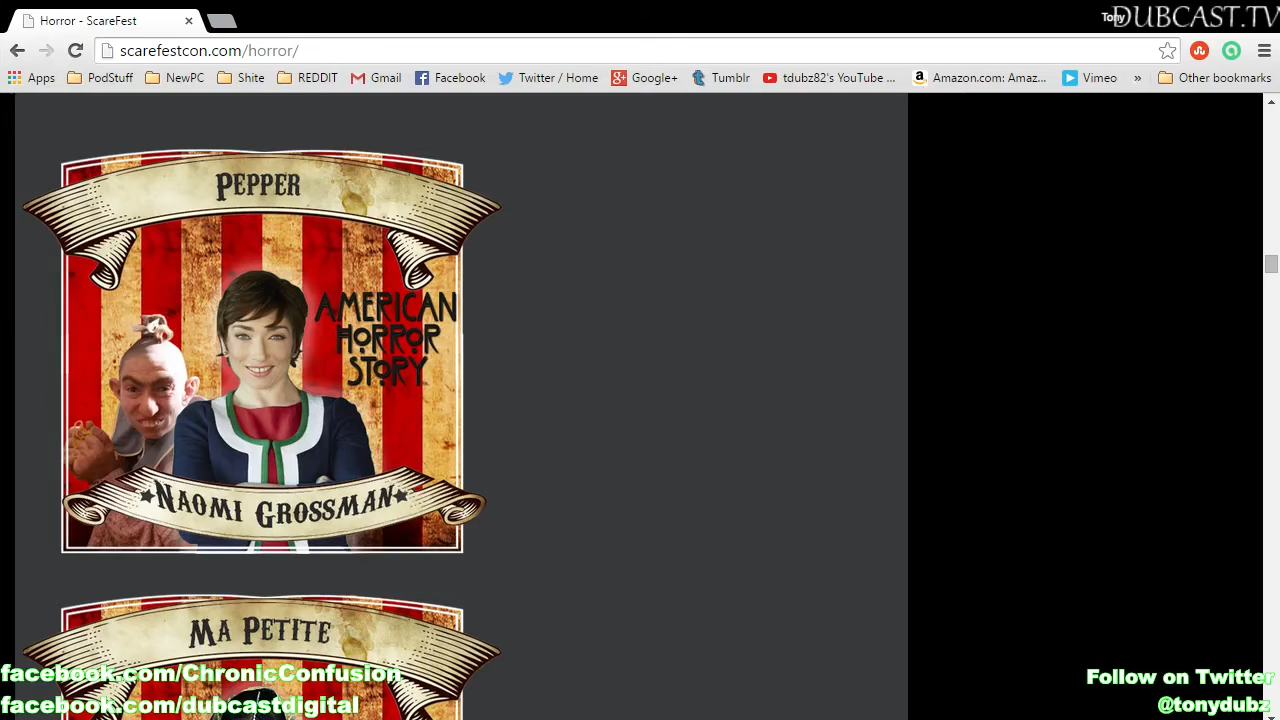 Horror - ScareFest
Tony
DUBCAST.TV
scarefestcon.com/horror/
Apps PodStuff NewPC Shite REDDIT Gmail Facebook Twitter / Home Google+ Tumblr tdubz82's YouTube ... Amazon.com: Amaz... Vimeo » Other bookmarks
PEPPER
AMERICAN
HORROR
STORY
NAOMI GROSSMAN
MA PETITE
facebook.com/ChronicConfusion
facebook.com/dubcastdigital
Follow on Twitter
@tonydubz